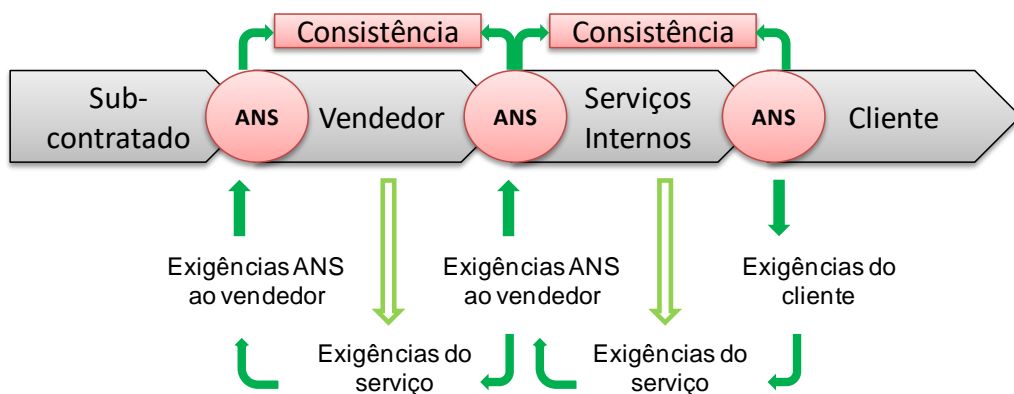 Consistência
Consistência
Sub-
contratado
ANS
Vendedor
ANS
Serviços
Internos
ANS
Cliente
Exigências ANS
ao vendedor
Exigências ANS
ao vendedor
Exigências do
cliente
Exigências do
serviço
Exigências do
serviço